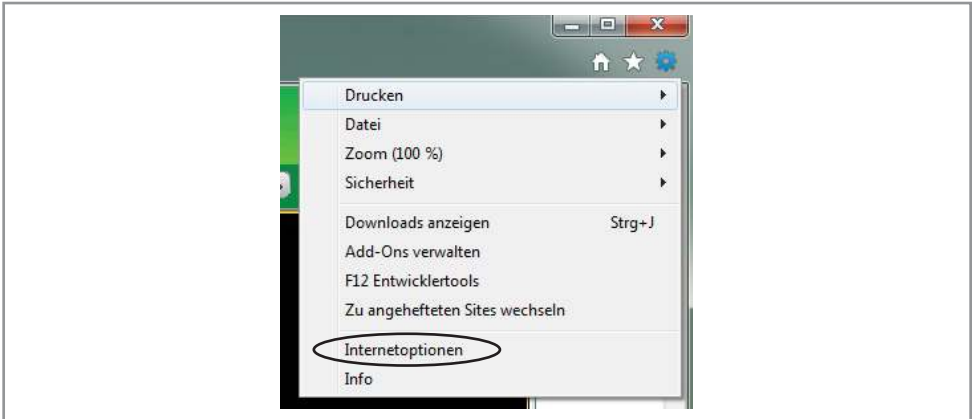 Drucken
Datei
Zoom (100 %)
Sicherheit
Downloads anzeigen Strg+J
Add-Ons verwalten
F12 Entwicklertools
Zu angehefteten Sites wechseln
Internetoptionen
Info